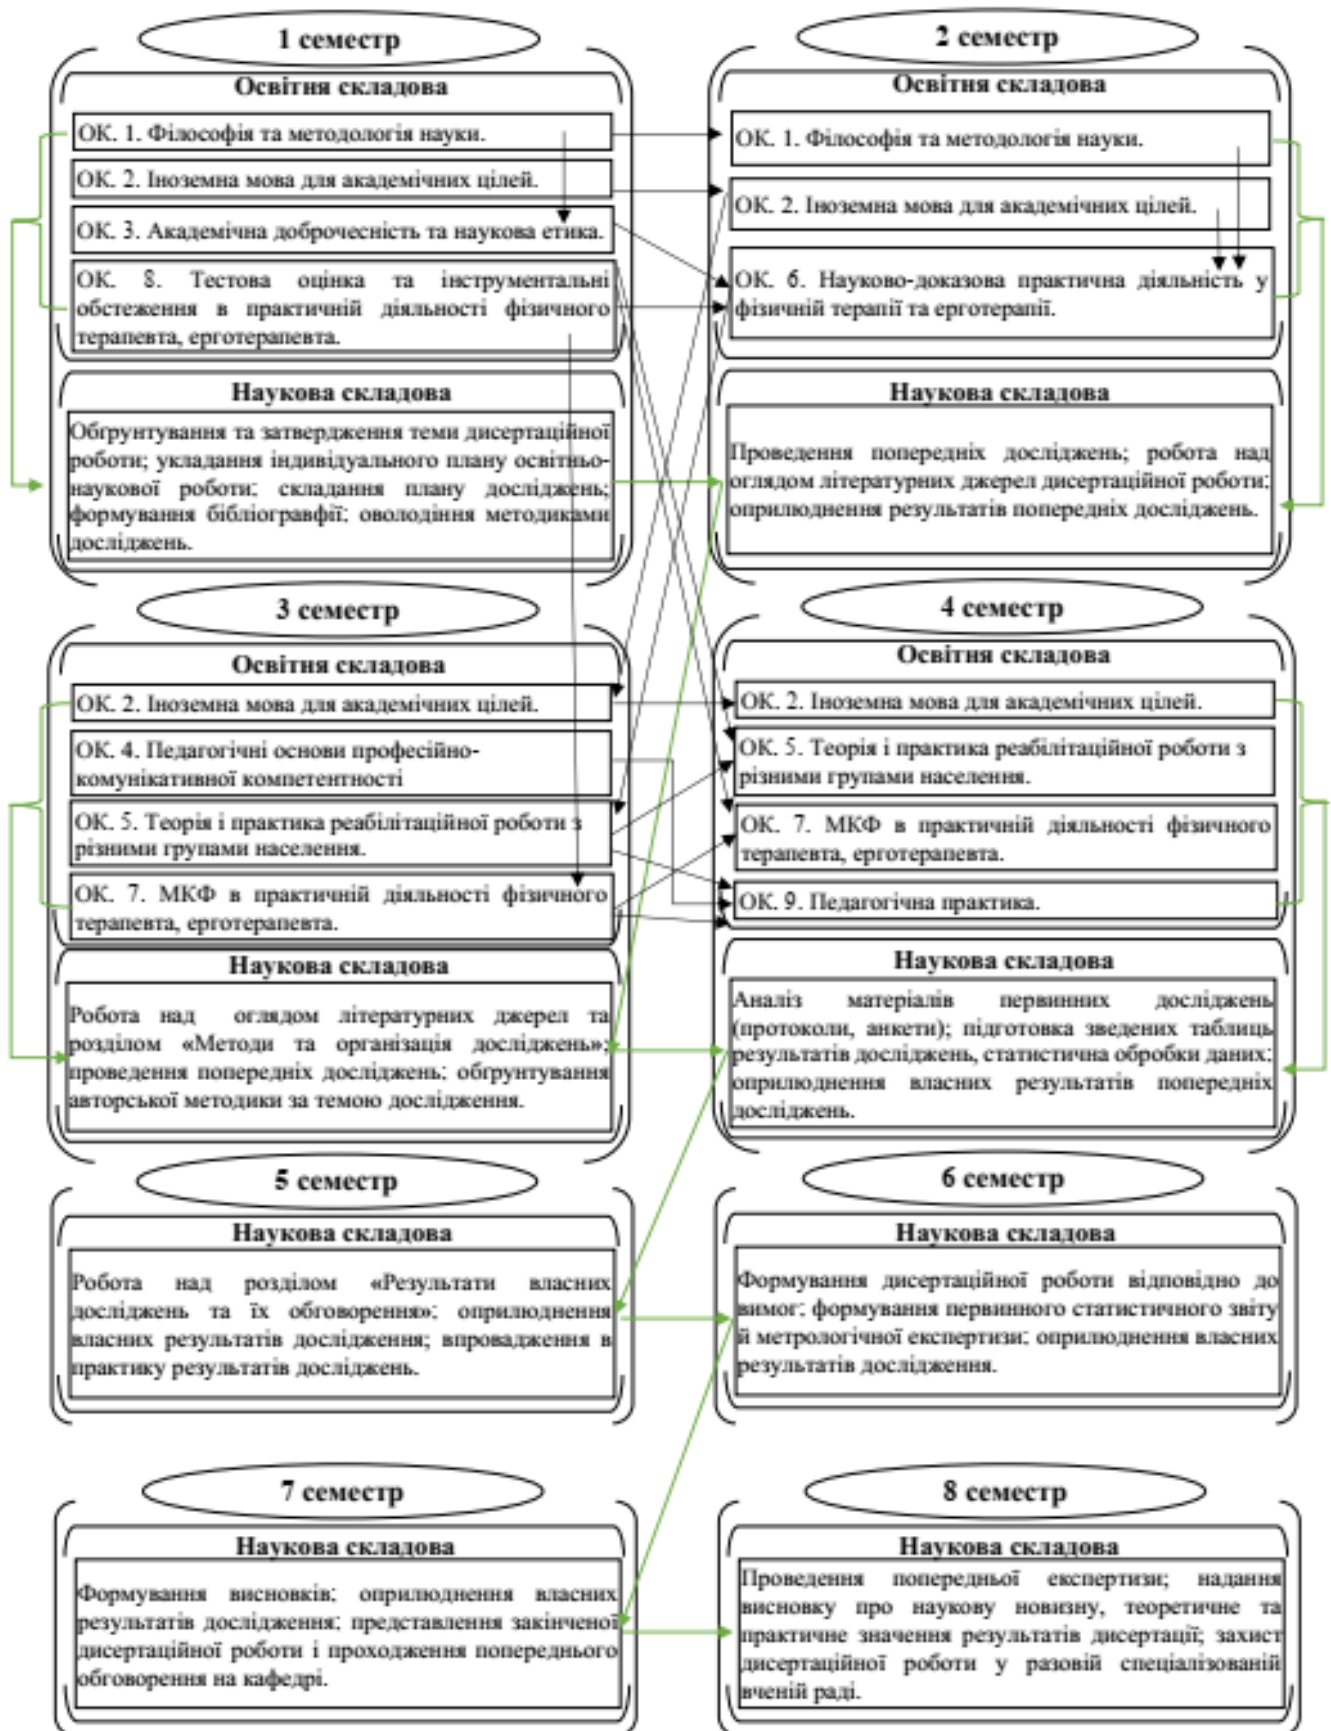 1 семестр
Освітня складова
ОК. 1. Філософія та методологія науки.
ОК. 2. Іноземна мова для академічних цілей.
ОК. 3. Академічна доброчесність та наукова етика.
ОК. 8. Тестова оцінка та інструментальні
обстеження в практичній діяльності фізичного
терапевта, ерготерапевта.
Наукова складова
Обґрунтування та затвердження теми дисертаційної
роботи; укладання індивідуального плану освітньо-
наукової роботи; складання плану досліджень;
формування бібліогравфії; оволодіння методиками
досліджень.
2 семестр
Освітня складова
ОК. 1. Філософія та методологія науки.
ОК. 2. Іноземна мова для академічних цілей.
ОК. 6. Науково-доказова практична діяльність у
фізичній терапії та ерготерапії.
Наукова складова
Проведення попередніх досліджень; робота над
оглядом літературних джерел дисертаційної роботи;
оприлюднення результатів попередніх досліджень.
3 семестр
Освітня складова
ОК. 2. Іноземна мова для академічних цілей.
ОК. 4. Педагогічні основи професійно-
комунікативної компетентності
ОК. 5. Теорія і практика реабілітаційної роботи з
різними групами населення.
ОК. 7. МКФ в практичній діяльності фізичного
терапевта, ерготерапевта.
Наукова складова
Робота над оглядом літературних джерел та
розділом «Методи та організація досліджень»;
проведення попередніх досліджень; обґрунтування
авторської методики за темою дослідження.
4 семестр
Освітня складова
ОК. 2. Іноземна мова для академічних цілей.
ОК. 5. Теорія і практика реабілітаційної роботи з
різними групами населення.
ОК. 7. МКФ в практичній діяльності фізичного
терапевта, ерготерапевта.
ОК. 9. Педагогічна практика.
Наукова складова
Аналіз матеріалів первинних досліджень
(протоколи, анкети); підготовка зведених таблиць
результатів досліджень, статистична обробки даних;
оприлюднення власних результатів попередніх
досліджень.
5 семестр
Наукова складова
Робота над розділом «Результати власних
досліджень та їх обговорення»; оприлюднення
власних результатів дослідження; впровадження в
практику результатів досліджень.
6 семестр
Наукова складова
Формування дисертаційної роботи відповідно до
вимог; формування первинного статистичного звіту
й метрологічної експертизи; оприлюднення власних
результатів дослідження.
7 семестр
Наукова складова
Формування висновків; оприлюднення власних
результатів дослідження; представлення закінченої
дисертаційної роботи і проходження попереднього
обговорення на кафедрі.
8 семестр
Наукова складова
Проведення попередньої експертизи; надання
висновку про наукову новизну, теоретичне та
практичне значення результатів дисертації; захист
дисертаційної роботи у разовій спеціалізованій
вченій раді.